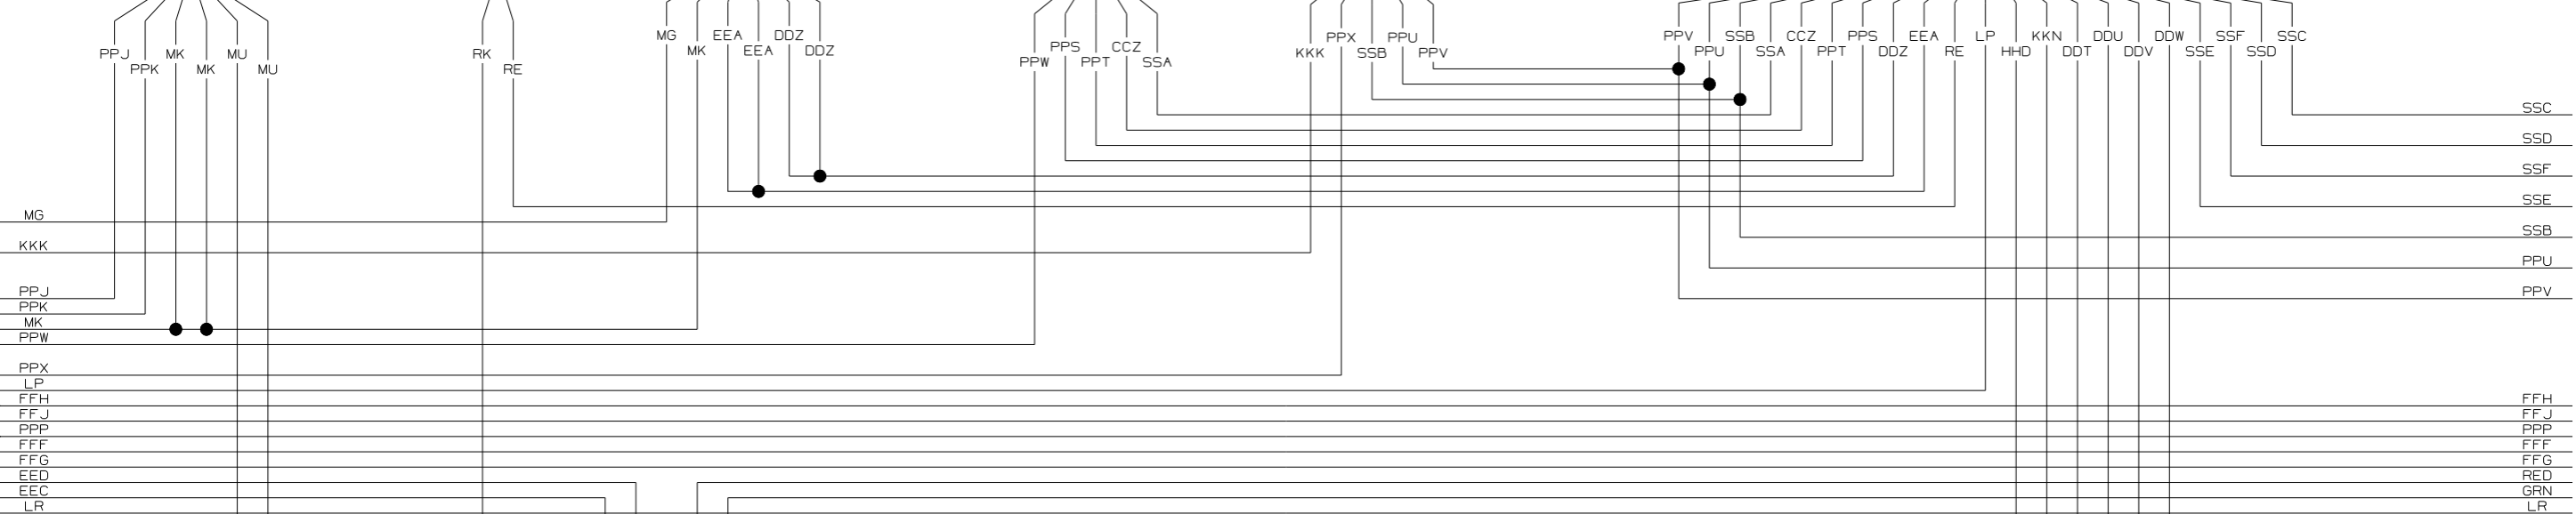 MG EEA DDZ PPX PPU PPV SSB CCZ PPS EEA LP KKN DDU DDW SSF SSC
PPJ MK MU RK MK EEA DDZ PPS CCZ KKK SSB PPV PPU SSA PPT DDZ RE HHD DDT DDV SSE SSD
PPK MK MU RE PPW PPT SSA
SSC
SSD
SSF
SSE
MG
SSB
KKK
PPU
PPJ PPV
PPK
MK
PPW
PPX
LP
FFH FFH
FFJ FFJ
PPP PPP
FFF FFF
FFG FFG
EED RED
EEC GRN
LR LR